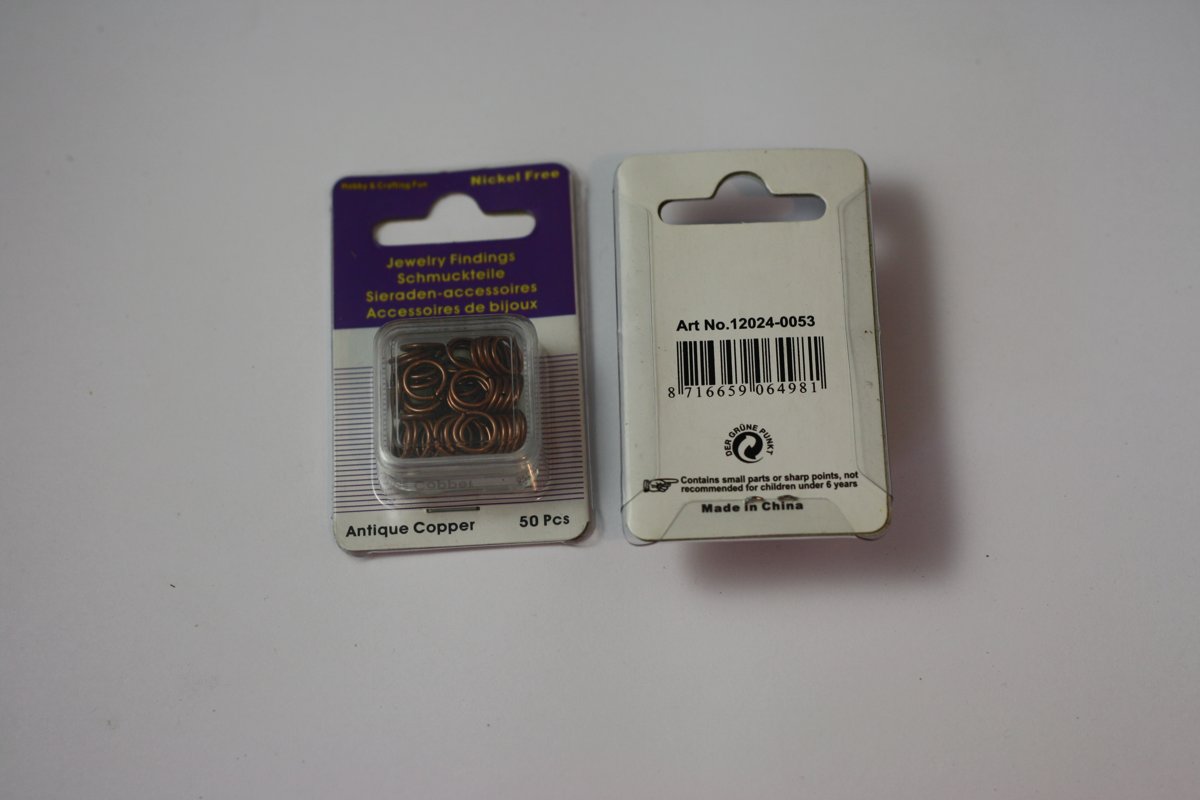 Hobby & Crafting Fun
Nickel Free
Jewelry Findings
Schmuckteile
Sieraden-accessoires
Accessoires de bijoux
Antique Copper
50 Pcs
Art No.12024-0053
8 716659 064981
DER GRÜNE PUNKT
Contains small parts or sharp points, not
recommended for children under 6 years
Made in China